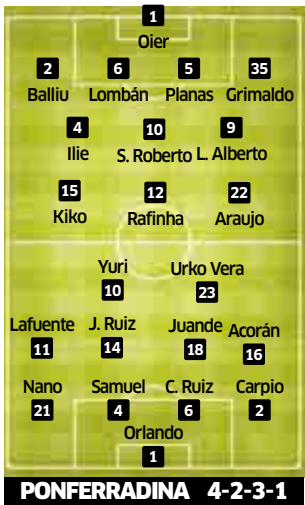 1
Oier
2 6 5 35
Balliu Lombán Planas Grimaldo
4 10 9
Ilie S. Roberto L. Alberto
15 12 22
Kiko Rafinha Araujo
Yuri Urko Vera
10 23
Lafuente J. Ruiz Juande Acorán
11 14 18 16
Nano Samuel C. Ruiz Carpio
21 4 6 2
Orlando
1
PONFERRADINA 4-2-3-1